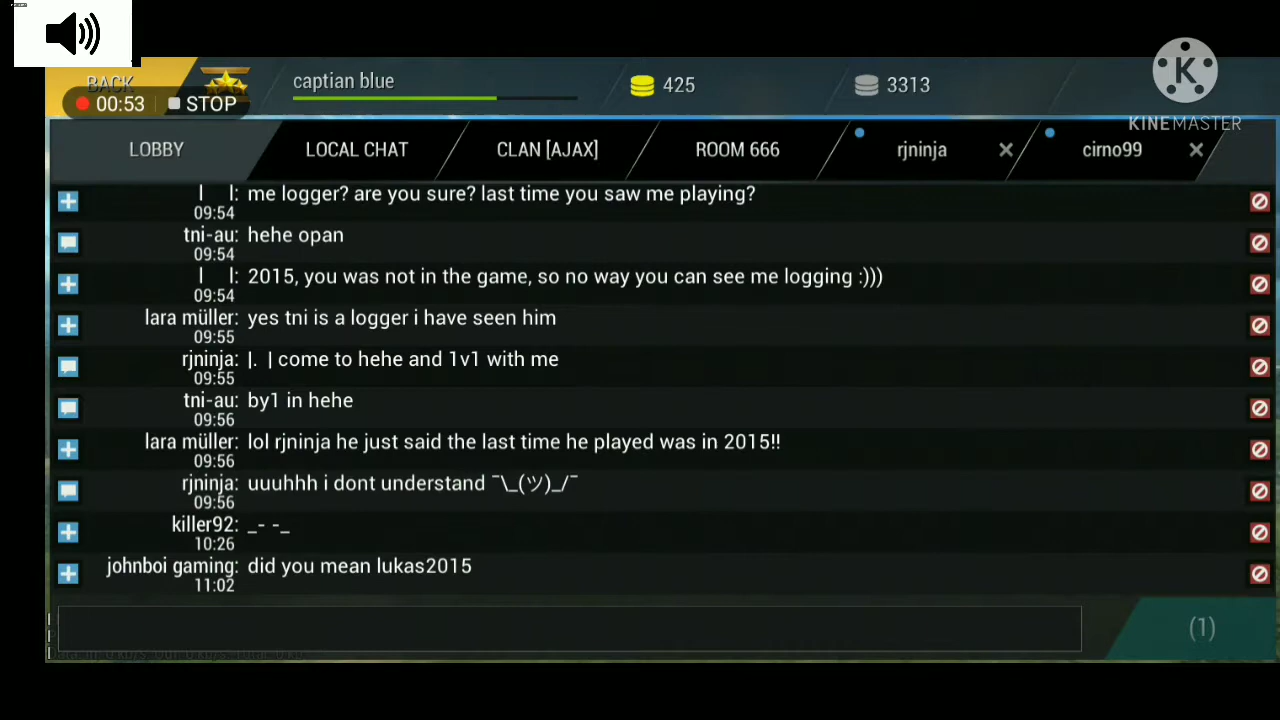 BACK
captian blue
425
3313
00:53
STOP
K
KINEMASTER
LOBBY
LOCAL CHAT
CLAN [AJAX]
ROOM 666
rjninja
cirno99
l l: me logger? are you sure? last time you saw me playing?
09:54
tni-au: hehe opan
09:54
l l: 2015, you was not in the game, so no way you can see me logging :)))
09:54
lara müller: yes tni is a logger i have seen him
09:55
rjninja: |. | come to hehe and 1v1 with me
09:55
tni-au: by1 in hehe
09:56
lara müller: lol rjninja he just said the last time he played was in 2015!!
09:56
rjninja: uuuhhh i dont understand ¯\_(ツ)_/¯
09:56
killer92: _- -_
10:26
johnboi gaming: did you mean lukas2015
11:02
(1)